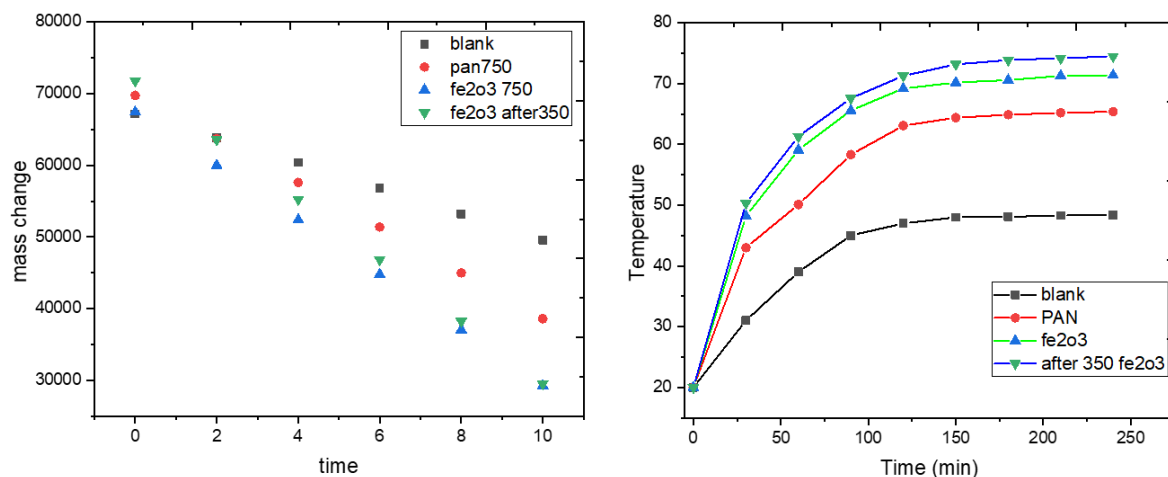 80000
70000
60000
50000
40000
30000
mass change
0 2 4 6 8 10
time
blank
pan750
fe2o3 750
fe2o3 after350
80
70
60
50
40
30
20
Temperature
0 50 100 150 200 250
Time (min)
blank
PAN
fe2o3
after 350 fe2o3